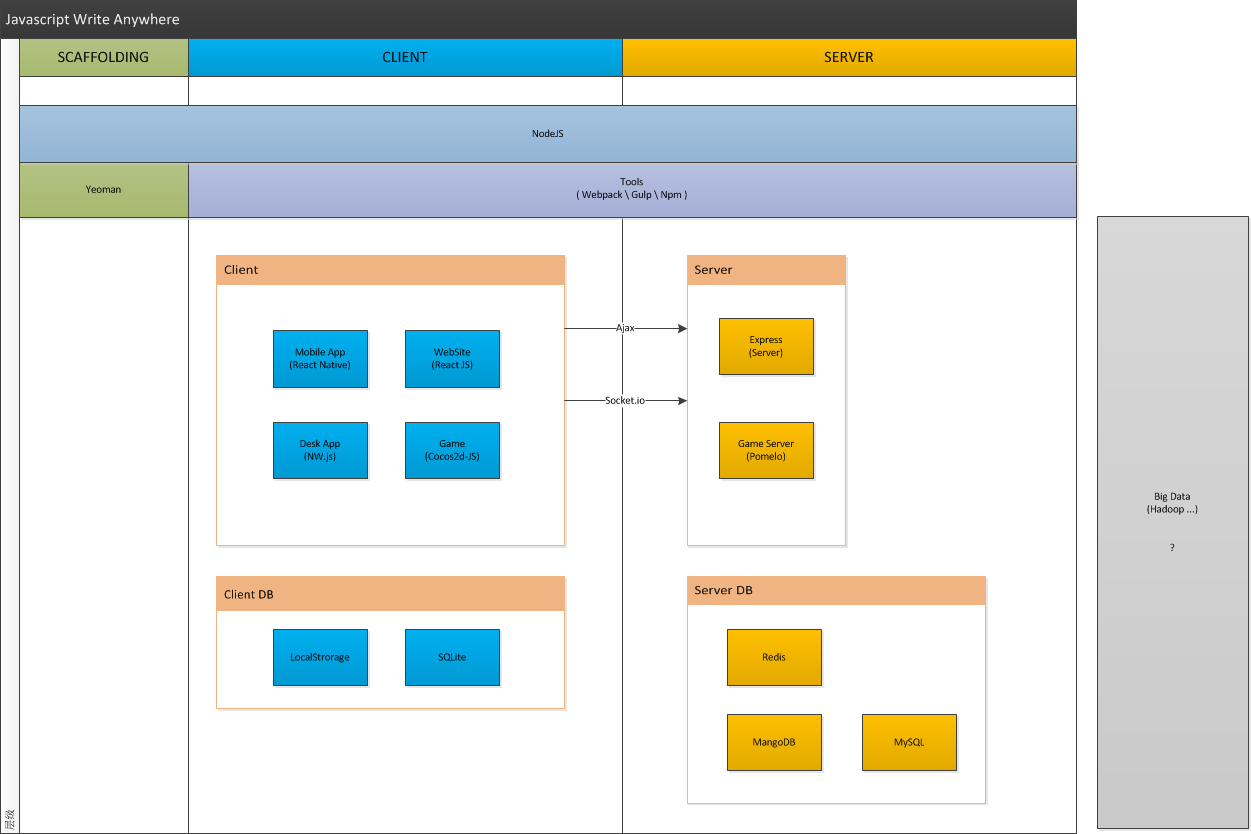 Javascript Write Anywhere
SCAFFOLDING
CLIENT
SERVER
NodeJS
Yeoman
Tools
( Webpack \ Gulp \ Npm )
Client
Mobile App
(React Native)
WebSite
(React JS)
Desk App
(NW.js)
Game
(Cocos2d-JS)
Ajax
Socket.io
Server
Express
(Server)
Game Server
(Pomelo)
Client DB
LocalStrorage
SQLite
Server DB
Redis
MangoDB
MySQL
Big Data
(Hadoop ...)
?
层级